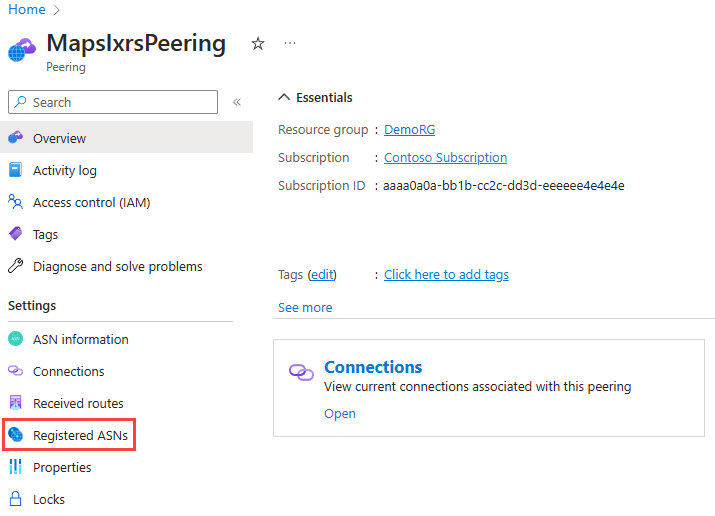 Home
MapsIxrsPeering
Peering
Search
Overview
Activity log
Access control (IAM)
Tags
Diagnose and solve problems
Settings
ASN information
Connections
Received routes
Registered ASNs
Properties
Locks
Essentials
Resource group : DemoRG
Subscription : Contoso Subscription
Subscription ID : aaaa0a0a-bb1b-cc2c-dd3d-eeeeee4e4e4e
Tags (edit) : Click here to add tags
See more
Connections
View current connections associated with this peering
Open